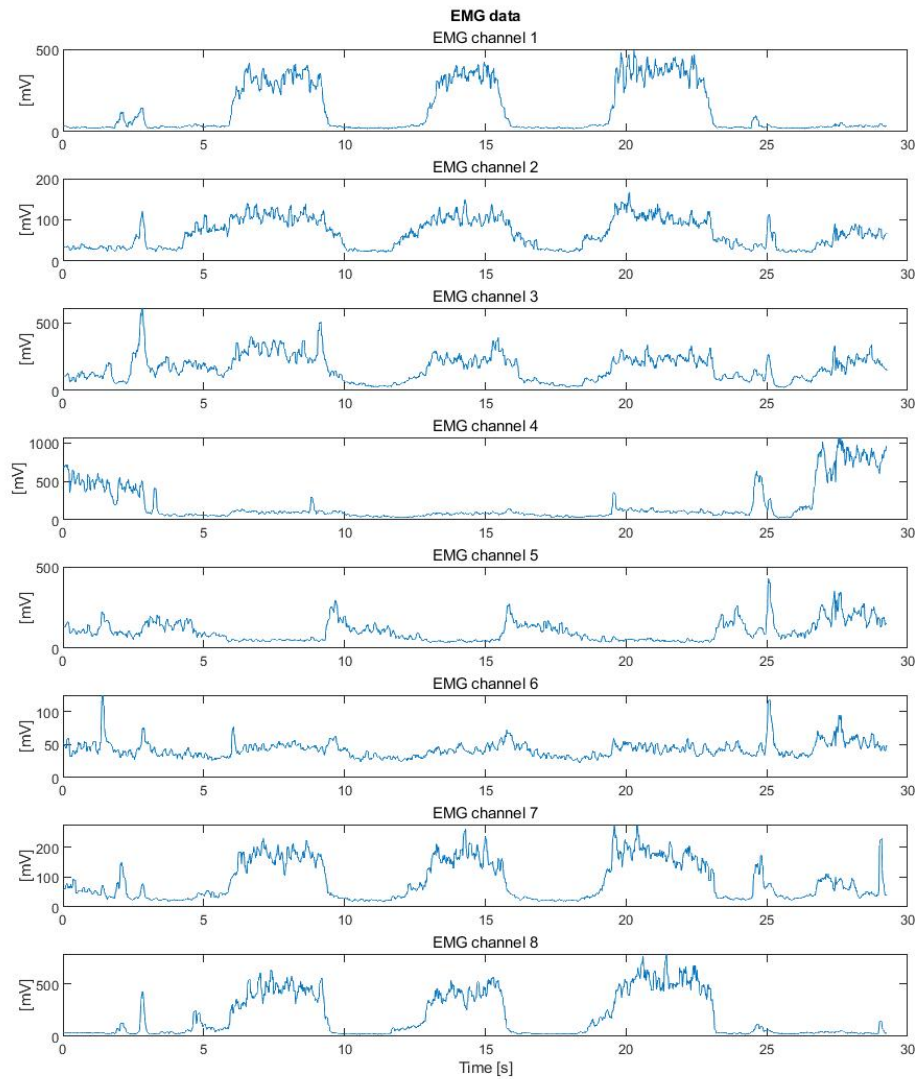 EMG data
EMG channel 1
500
0
[mV]
0 5 10 15 20 25 30
EMG channel 2
200
100
0
[mV]
0 5 10 15 20 25 30
EMG channel 3
500
0
[mV]
0 5 10 15 20 25 30
EMG channel 4
1000
500
0
[mV]
0 5 10 15 20 25 30
EMG channel 5
500
0
[mV]
0 5 10 15 20 25 30
EMG channel 6
100
50
0
[mV]
0 5 10 15 20 25 30
EMG channel 7
200
100
0
[mV]
0 5 10 15 20 25 30
EMG channel 8
500
0
[mV]
0 5 10 15 20 25 30
Time [s]